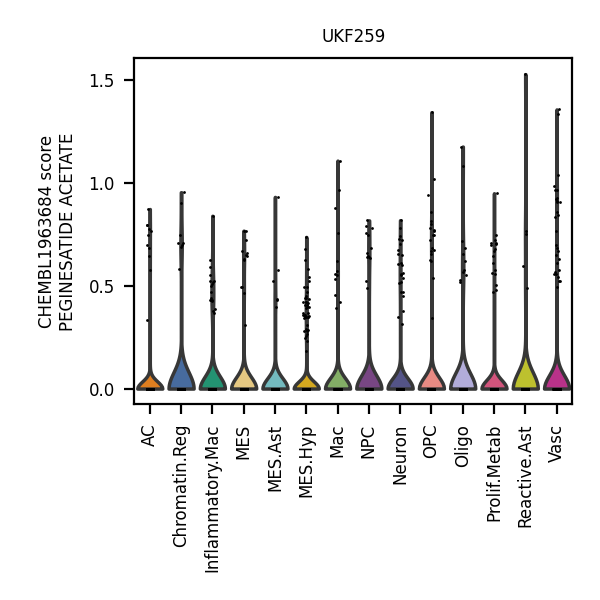 UKF259
CHEMBL1963684 score
PEGINESATIDE ACETATE
1.5
1.0
0.5
0.0
AC
Chromatin.Reg
Inflammatory.Mac
MES
MES.Ast
MES.Hyp
Mac
NPC
Neuron
OPC
Oligo
Prolif.Metab
Reactive.Ast
Vasc